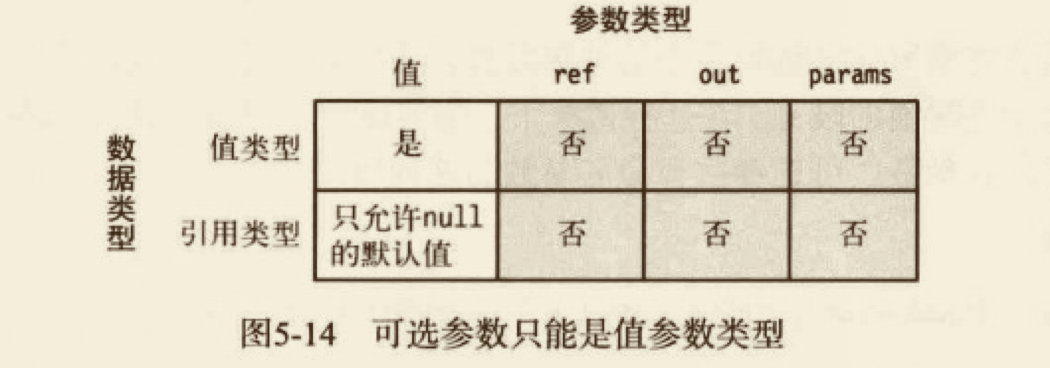 参数类型
值 ref out params
数据类型
值类型 是 否 否 否
引用类型 只允许null
的默认值 否 否 否
图5-14 可选参数只能是值参数类型